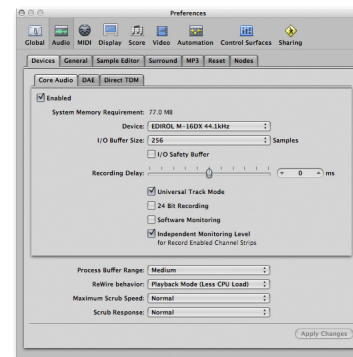 Preferences
Global Audio MIDI Display Score Video Automation Control Surfaces Sharing
Devices General Sample Editor Surround MP3 Reset Nodes
Core Audio DAE Direct TDM
Enabled
System Memory Requirement: 77.0 MB
Device: EDIROL M-16DX 44.1kHz
I/O Buffer Size: 256 Samples
I/O Safety Buffer
Recording Delay: 0 ms
Universal Track Mode
24 Bit Recording
Software Monitoring
Independent Monitoring Level
for Record Enabled Channel Strips
Process Buffer Range: Medium
ReWire behavior: Playback Mode (Less CPU Load)
Maximum Scrub Speed: Normal
Scrub Response: Normal
Apply Changes